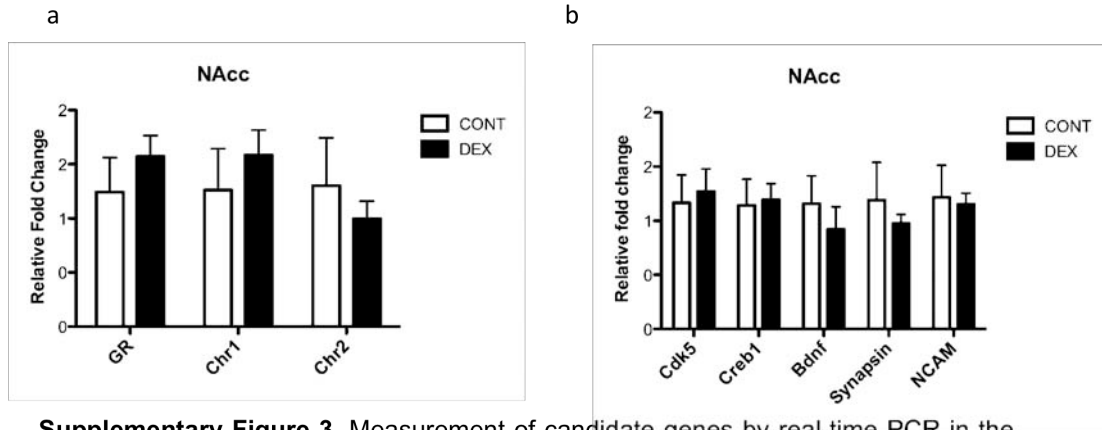 a
b
NAcc
2
2
1
0
0
Relative Fold Change
CONT
DEX
GR
Chr1
Chr2
NAcc
2
2
1
0
0
Relative fold change
CONT
DEX
Cdk5
Creb1
Bdnf
Synapsin
NCAM
Supplementary Figure 3. Measurement of candidate genes by real time PCR in the